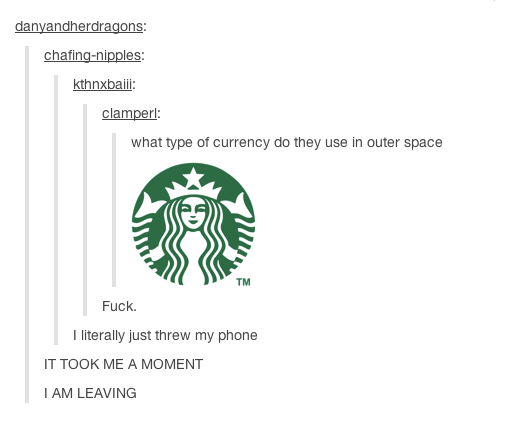 danyandherdragons:
chafing-nipples:
kthnxbaiii:
clamperl:
what type of currency do they use in outer space
TM
Fuck.
I literally just threw my phone
IT TOOK ME A MOMENT
I AM LEAVING